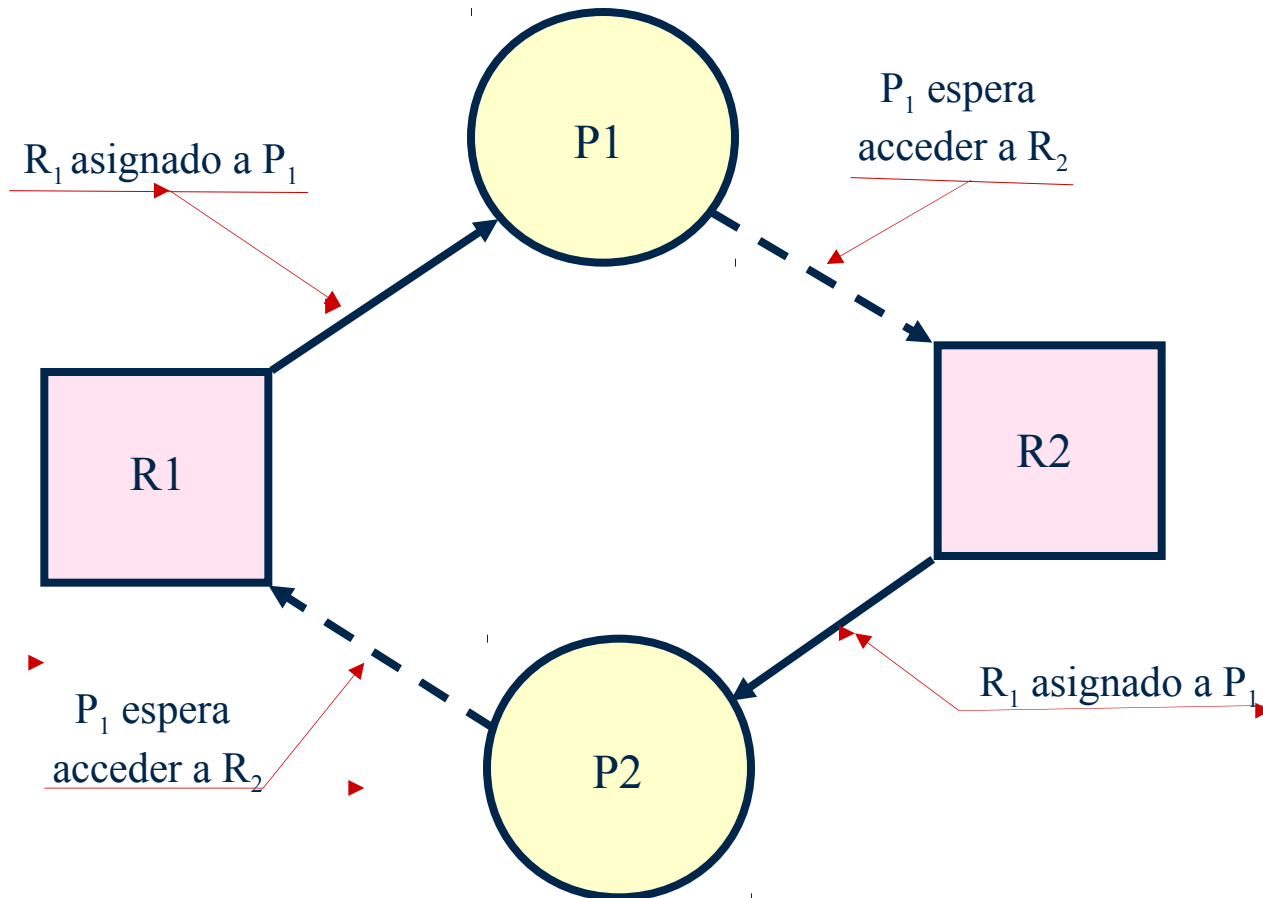 P1
P₁ espera
acceder a R₂
R₁ asignado a P₁
R1
R2
P₁ espera
acceder a R₂
R₁ asignado a P₁
P2